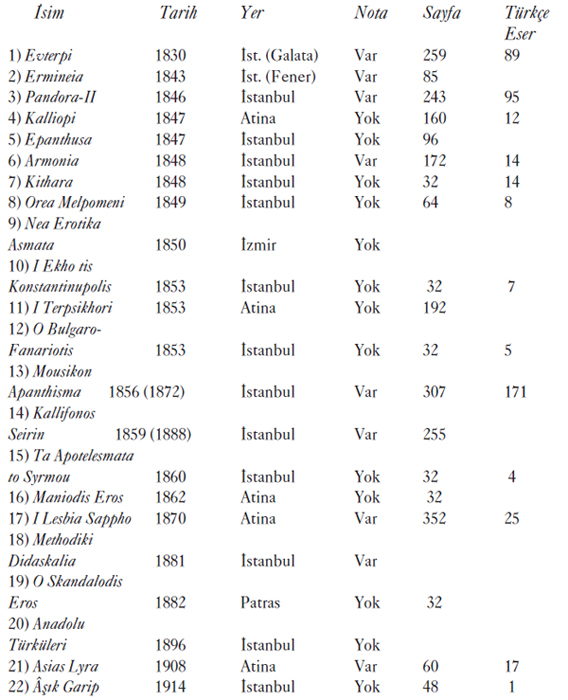 İsim Tarih Yer Nota Sayfa Türkçe
Eser
1) Evterpi 1830 İst. (Galata) Var 259 89
2) Ermineia 1843 İst. (Fener) Var 85
3) Pandora-II 1846 İstanbul Var 243 95
4) Kalliopi 1847 Atina Yok 160 12
5) Epanthusa 1847 İstanbul Yok 96
6) Armonia 1848 İstanbul Var 172 14
7) Kithara 1848 İstanbul Yok 32 14
8) Orea Melpomeni 1849 İstanbul Yok 64 8
9) Nea Erotika
Asmata 1850 İzmir Yok
10) I Ekho tis
Konstantinupolis 1853 İstanbul Yok 32 7
11) I Terpsikhori 1853 Atina Yok 192
12) O Bulgaro-
Fanariotis 1853 İstanbul Yok 32 5
13) Mousikon
Apanthisma 1856 (1872) İstanbul Var 307 171
14) Kallifonos
Seirin 1859 (1888) İstanbul Var 255
15) Ta Apotelesmata
to Syrmou 1860 İstanbul Yok 32 4
16) Maniodis Eros 1862 Atina Yok 32
17) I Lesbia Sappho 1870 Atina Var 352 25
18) Methodiki
Didaskalia 1881 İstanbul Var
19) O Skandalodis
Eros 1882 Patras Yok 32
20) Anadolu
Türküleri 1896 İstanbul Yok
21) Asias Lyra 1908 Atina Var 60 17
22) Âşık Garip 1914 İstanbul Yok 48 1